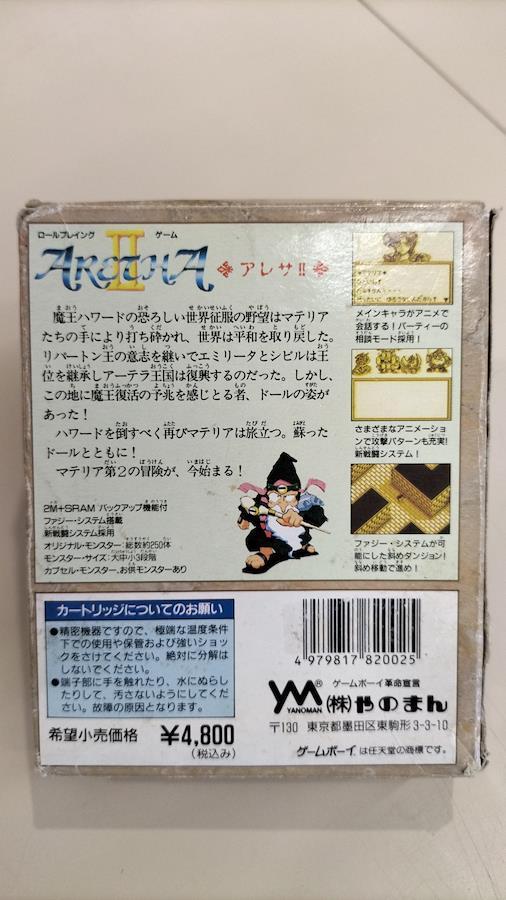 ロールプレイング ゲーム
ARETHA II
アレサII
魔王ハワードの恐ろしい世界征服の野望はマテリア
たちの手により打ち砕かれ、世界は平和を取り戻した。
リバートン王の意志を継いでエミリータとシビルは王
位を継承しアーテラ王国は復興するのだった。しかし、
この地に魔王復活の予兆を感じとる者、ドールの姿が
あった！
ハワードを倒すべく再びマテリアは旅立つ。蘇った
ドールとともに！
マテリア第2の冒険が、今始まる！
2M+SRAM バックアップ機能付
ファジー・システム搭載
新戦闘システム採用
オリジナル・モンスター：総数約250体
モンスター・サイズ：大中小3段階
カプセル・モンスター、お供モンスターあり
メインキャラがアニメで
会話する！パーティーの
相談モード採用！
さまざまなアニメーショ
ンで攻撃パターンも充実！
新戦闘システム！
ファジー・システムが可
能にした斜めダンジョン！
斜め移動で進め！
カートリッジについてのお願い
●精密機器ですので、極端な温度条件
下での使用や保管および強いショッ
クをさけてください。絶対に分解は
しないでください。
●端子部に手を触れたり、水にぬらし
たりして、汚さないようにしてくだ
さい。故障の原因となります。
希望小売価格 ¥4,800
(税込み)
4 979817 820025
YM® YANOMAN
ゲームボーイ革命宣言
(株)やのまん
〒130 東京都墨田区東駒形3-3-10
ゲームボーイは任天堂の商標です。